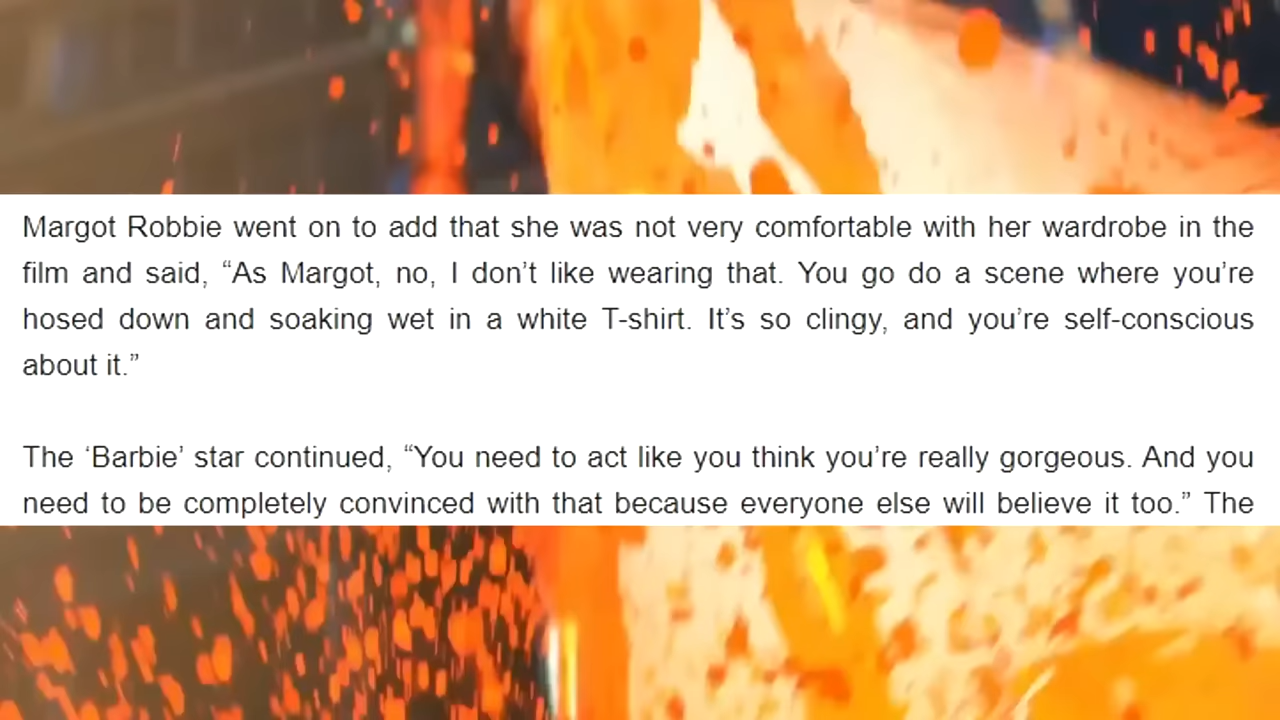 Margot Robbie went on to add that she was not very comfortable with her wardrobe in the
film and said, “As Margot, no, I don’t like wearing that. You go do a scene where you’re
hosed down and soaking wet in a white T-shirt. It’s so clingy, and you’re self-conscious
about it.”
The ‘Barbie’ star continued, “You need to act like you think you’re really gorgeous. And you
need to be completely convinced with that because everyone else will believe it too.” The